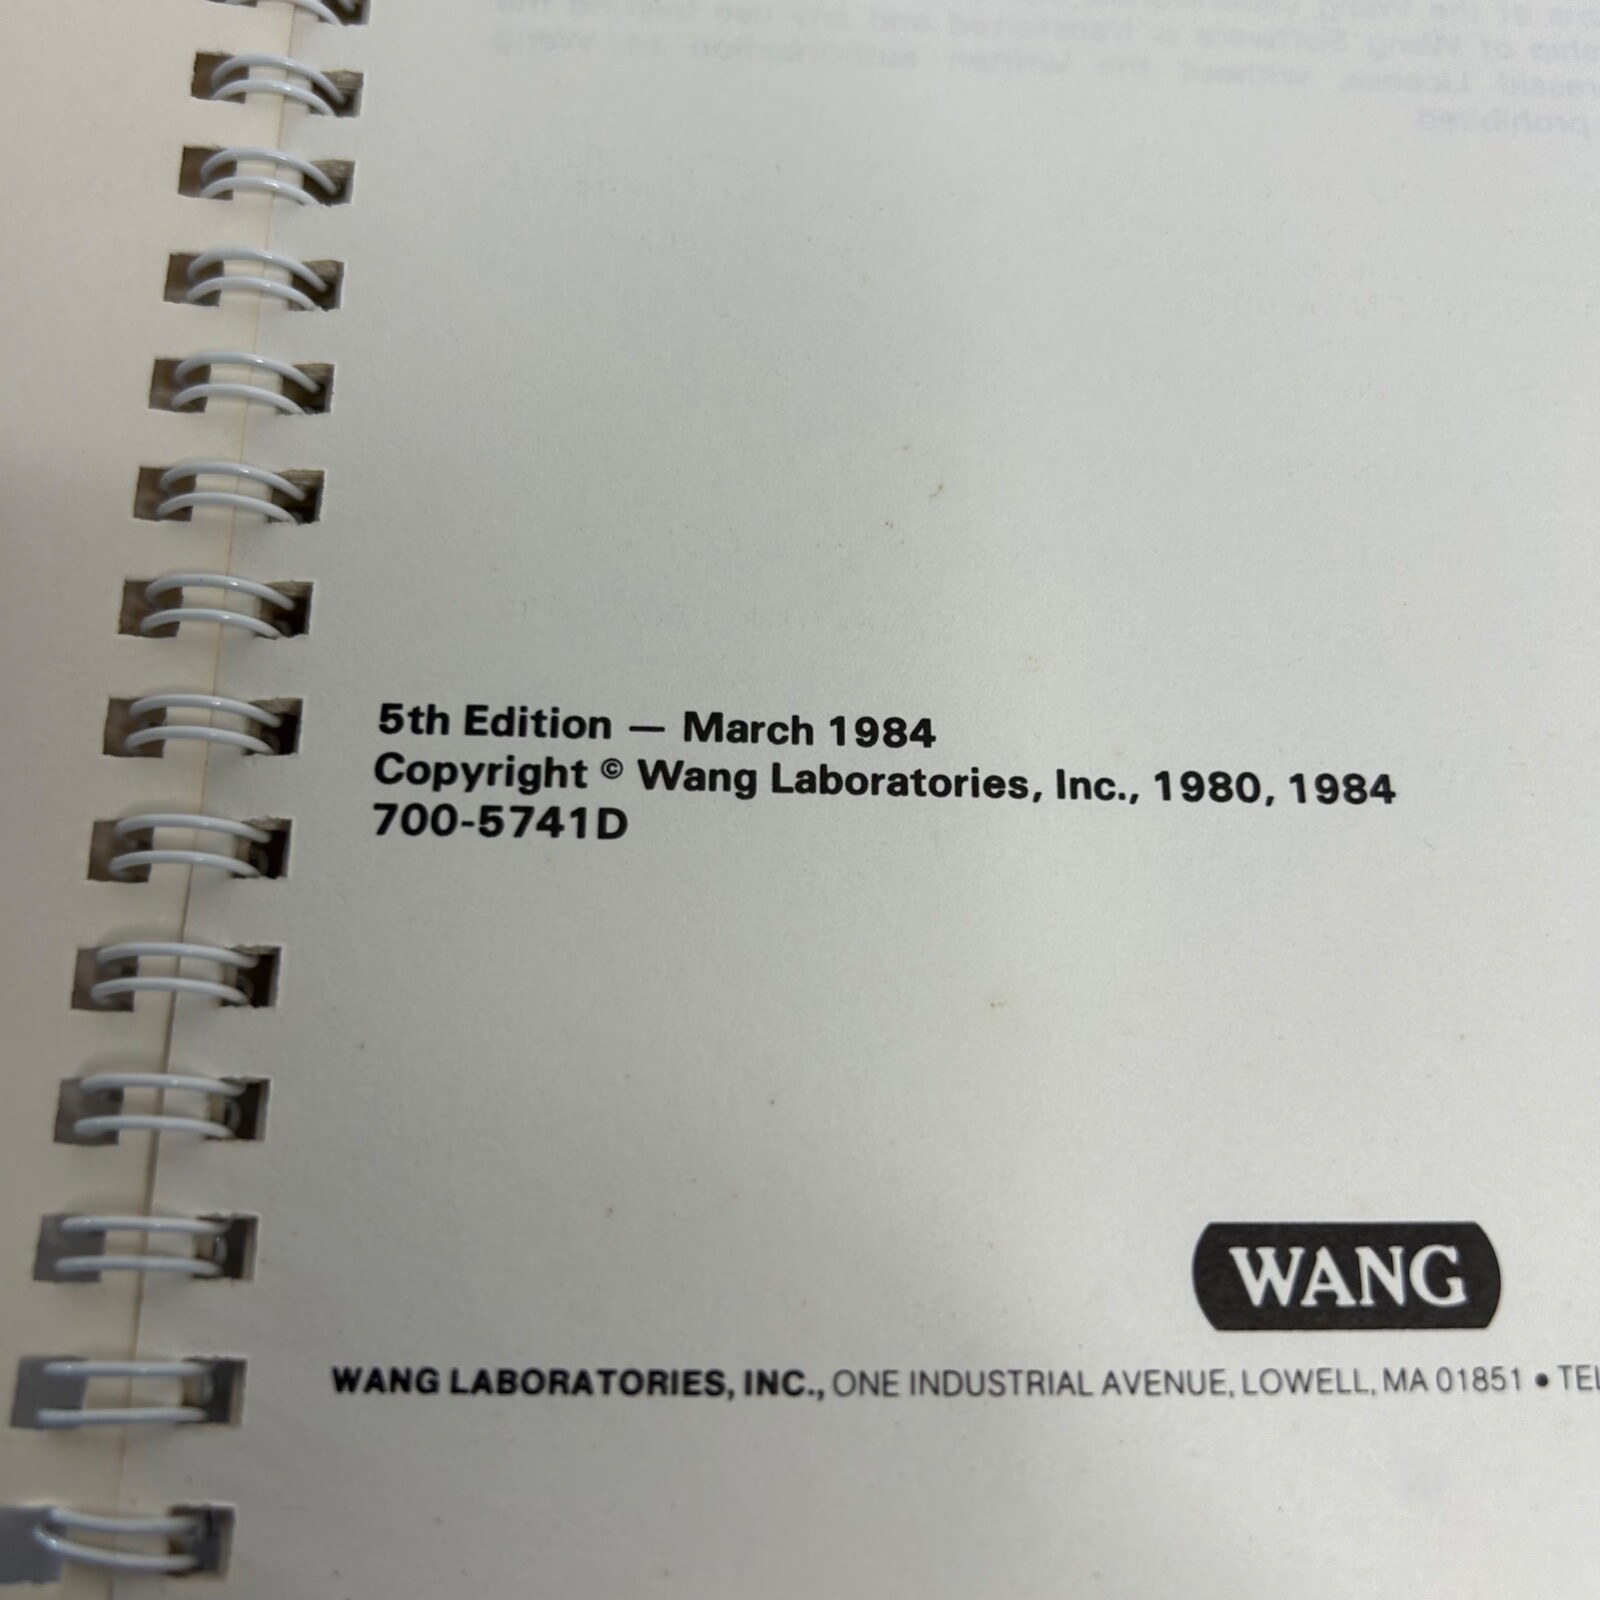 5th Edition — March 1984
Copyright © Wang Laboratories, Inc., 1980, 1984
700-5741D
WANG
WANG LABORATORIES, INC., ONE INDUSTRIAL AVENUE, LOWELL, MA 01851 • TEL